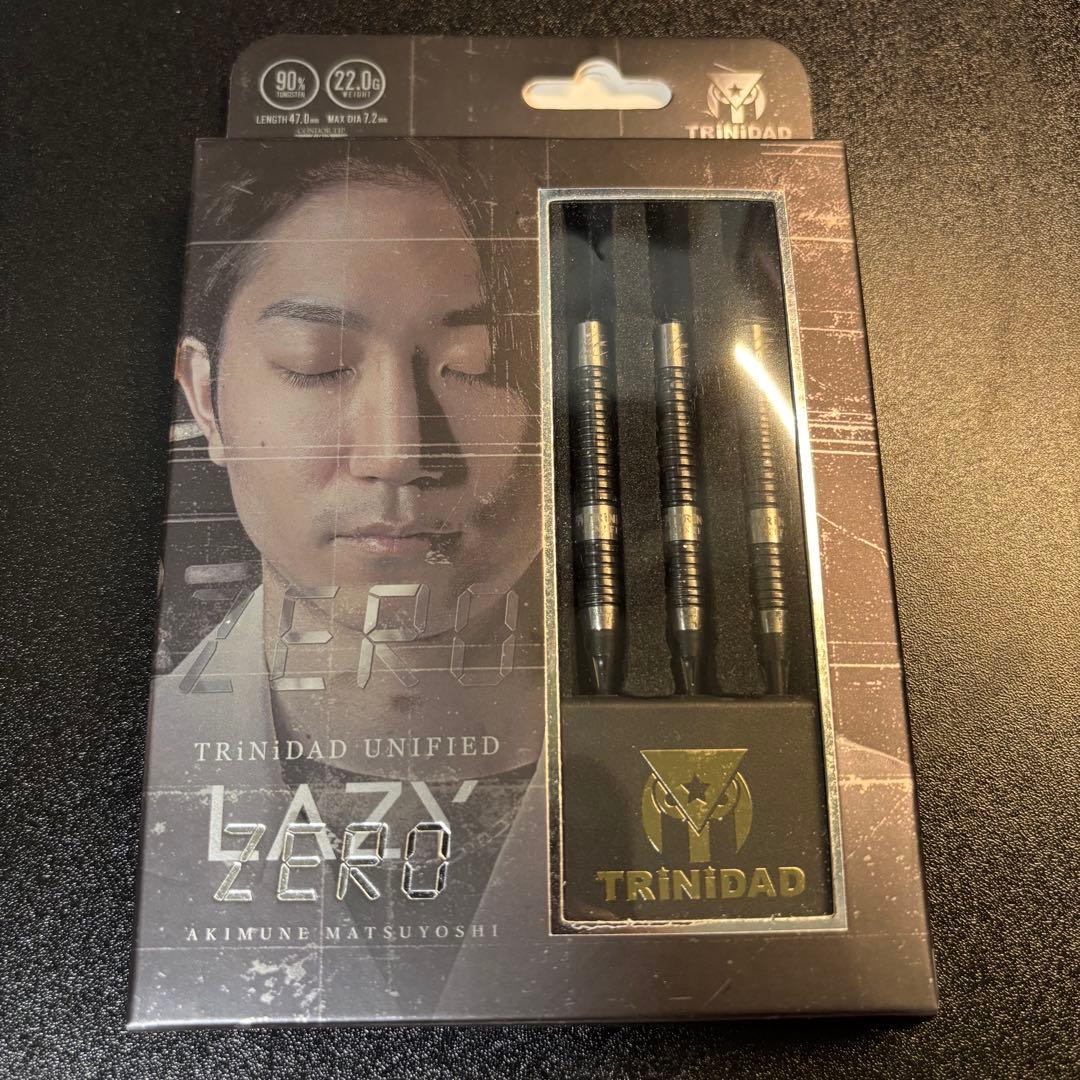 90%
TUNGSTEN
22.0G
WEIGHT
LENGTH 47.0mm MAX DIA 7.2mm
CONDOR TIP
TRiNiDAD
ZERO
TRiNiDAD UNIFIED
LAZY
ZERO
AKIMUNE MATSUYOSHI
TRiNiDAD